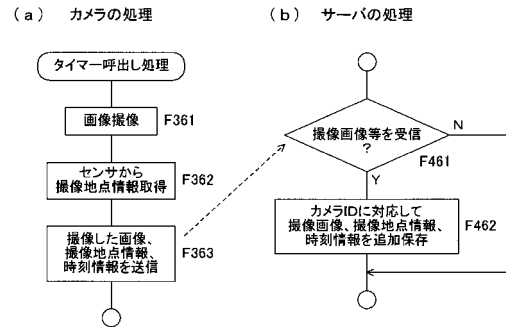 (a) カメラの処理
タイマー呼出し処理
画像撮像
F361
センサから
撮像地点情報取得
F362
撮像した画像、
撮像地点情報、
時刻情報を送信
F363
(b) サーバの処理
撮像画像等を受信
?
N
F461
Y
カメラIDに対応して
撮像画像、撮像地点情報、
時刻情報を追加保存
F462